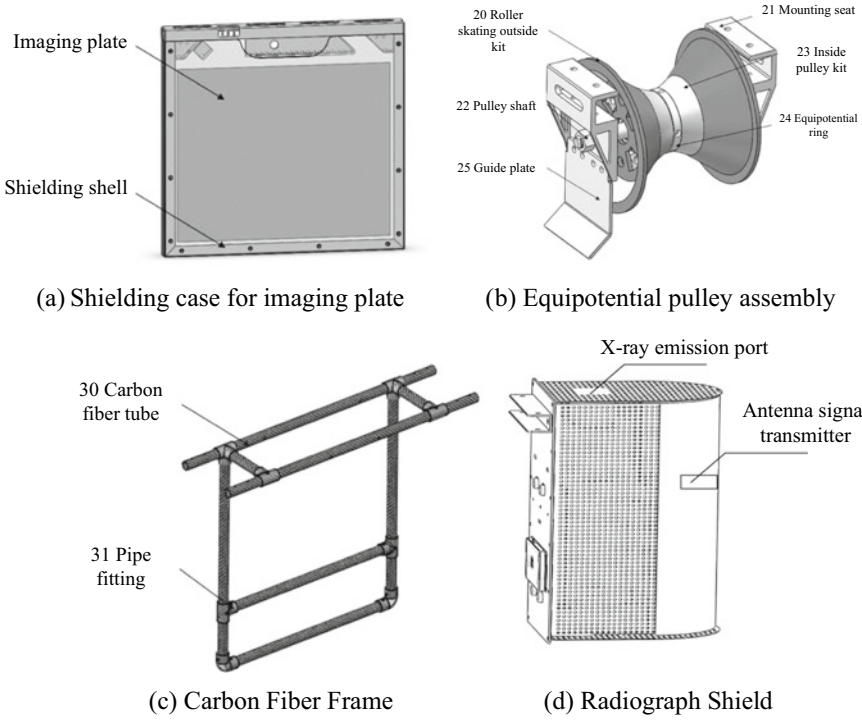 Imaging plate
Shielding shell
(a) Shielding case for imaging plate
20 Roller
skating outside
kit
21 Mounting seat
23 Inside
pulley kit
22 Pulley shaft
24 Equipotential
ring
25 Guide plate
(b) Equipotential pulley assembly
30 Carbon
fiber tube
31 Pipe
fitting
(c) Carbon Fiber Frame
X-ray emission port
Antenna signa
transmitter
(d) Radiograph Shield